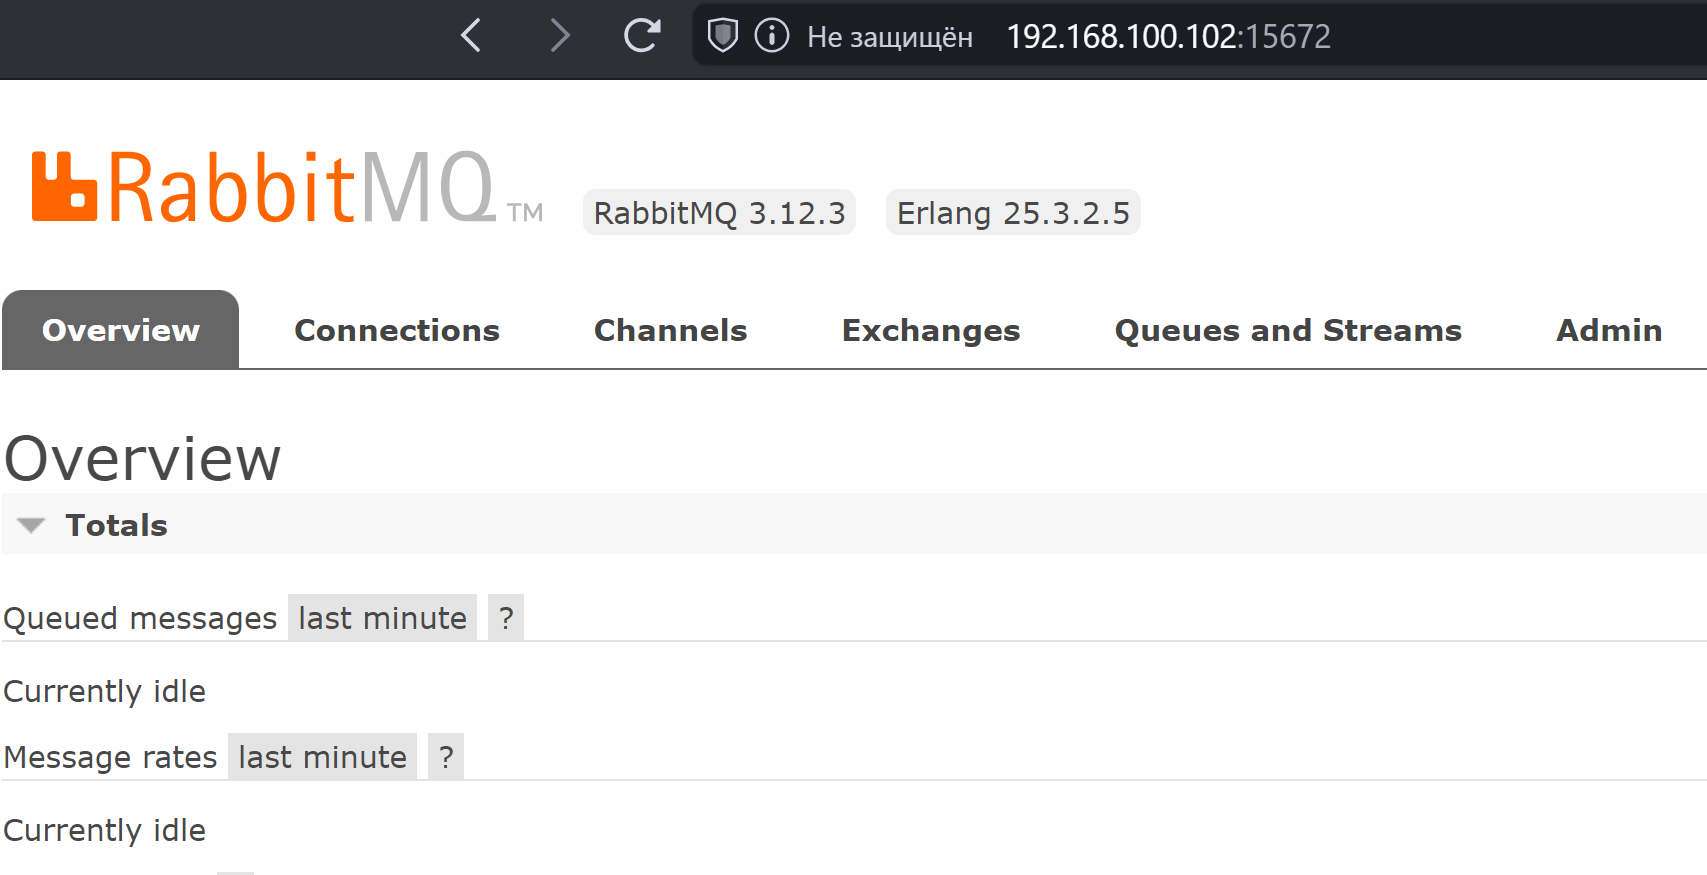 Не защищён 192.168.100.102:15672
RabbitMQ TM RabbitMQ 3.12.3 Erlang 25.3.2.5
Overview Connections Channels Exchanges Queues and Streams Admin
Overview
Totals
Queued messages last minute ?
Currently idle
Message rates last minute ?
Currently idle